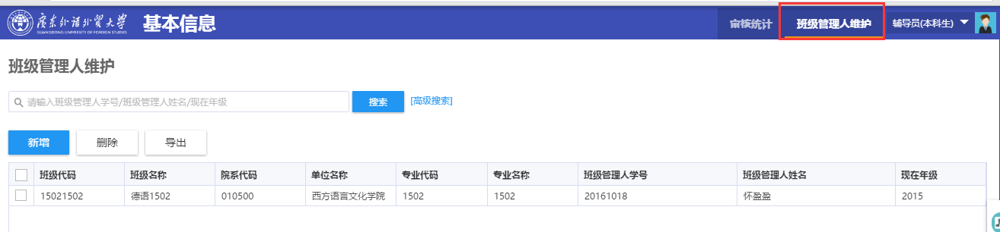 广东外语外贸大学 基本信息 审核统计 班级管理人维护 辅导员(本科生)
GUANGDONG UNIVERSITY OF FOREIGN STUDIES
班级管理人维护
请输入班级管理人学号/班级管理人姓名/现在年级 搜索 [高级搜索]
新增 删除 导出
班级代码 班级名称 院系代码 单位名称 专业代码 专业名称 班级管理人学号 班级管理人姓名 现在年级
15021502 德语1502 010500 西方语言文化学院 1502 1502 20161018 怀盈盈 2015